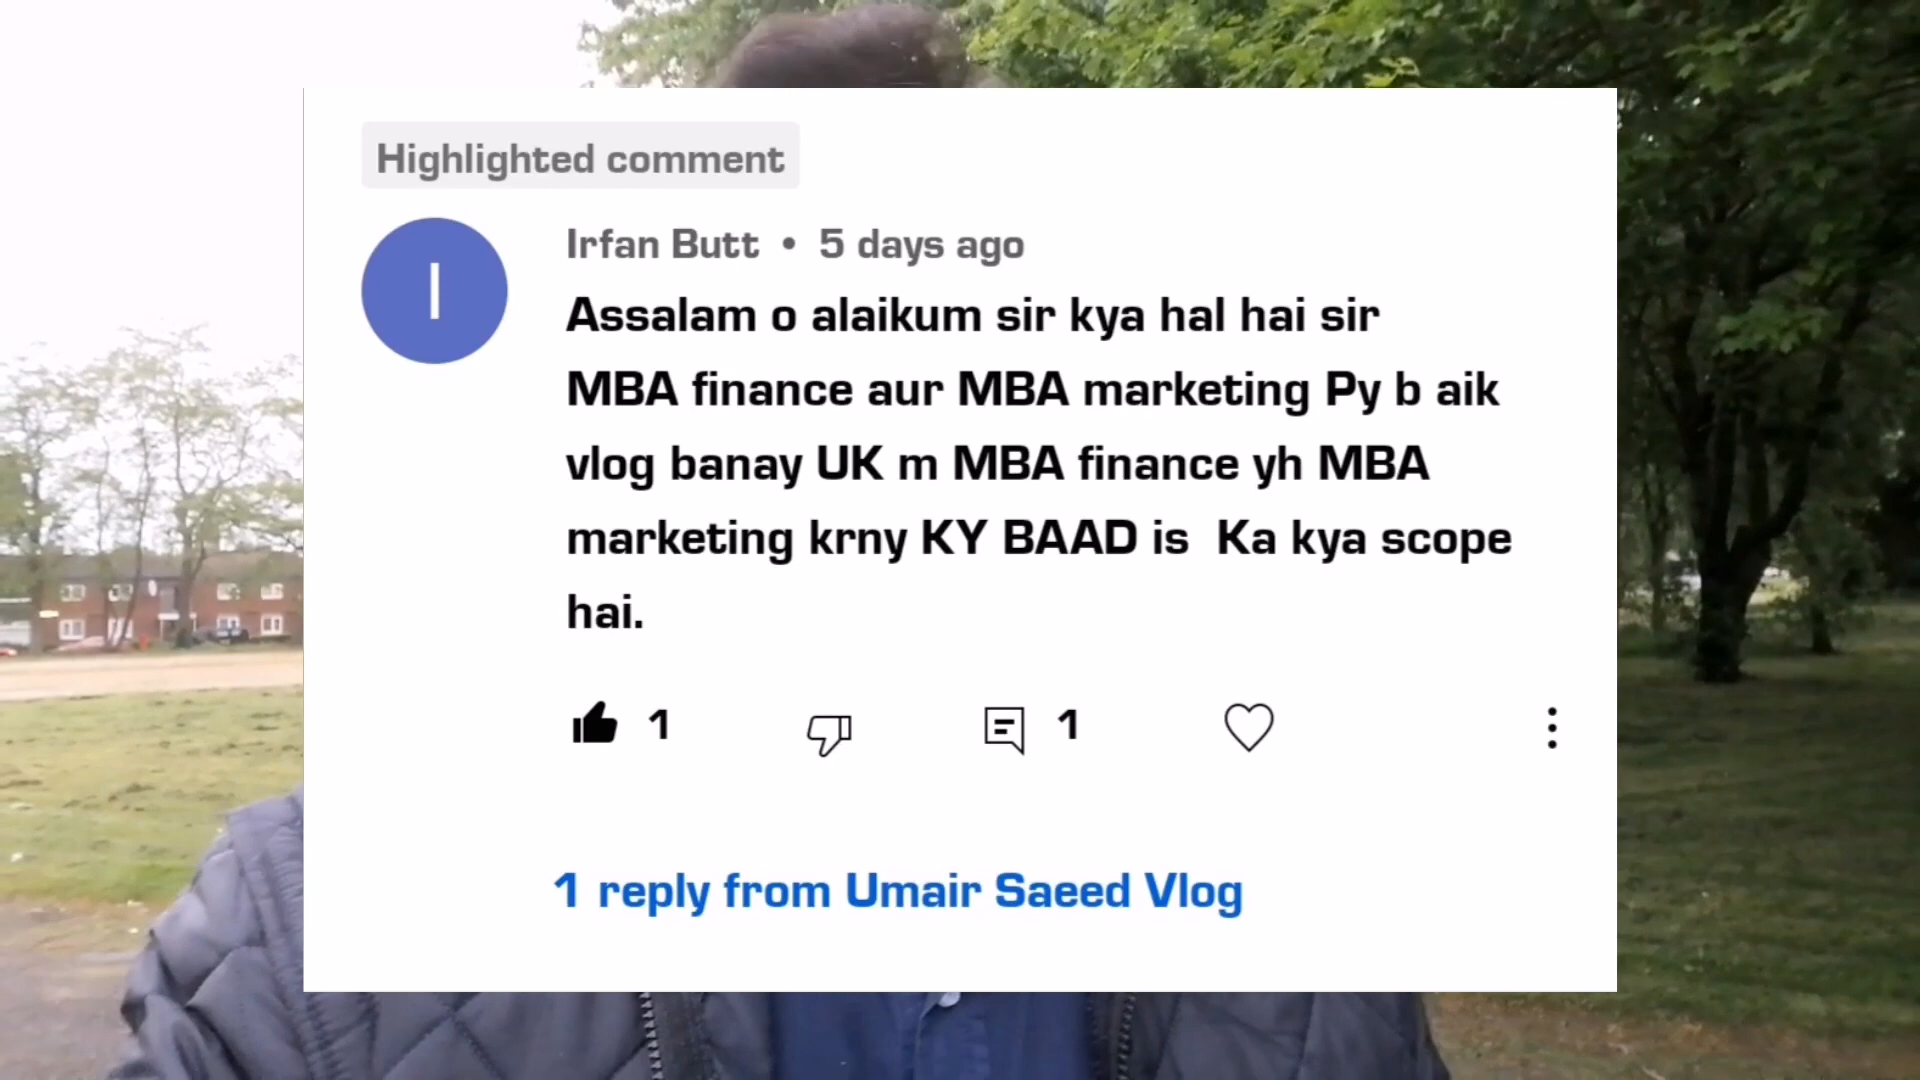 Highlighted comment
I
Irfan Butt • 5 days ago
Assalam o alaikum sir kya hal hai sir
MBA finance aur MBA marketing Py b aik
vlog banay UK m MBA finance yh MBA
marketing krny KY BAAD is  Ka kya scope
hai.
1
1
1 reply from Umair Saeed Vlog